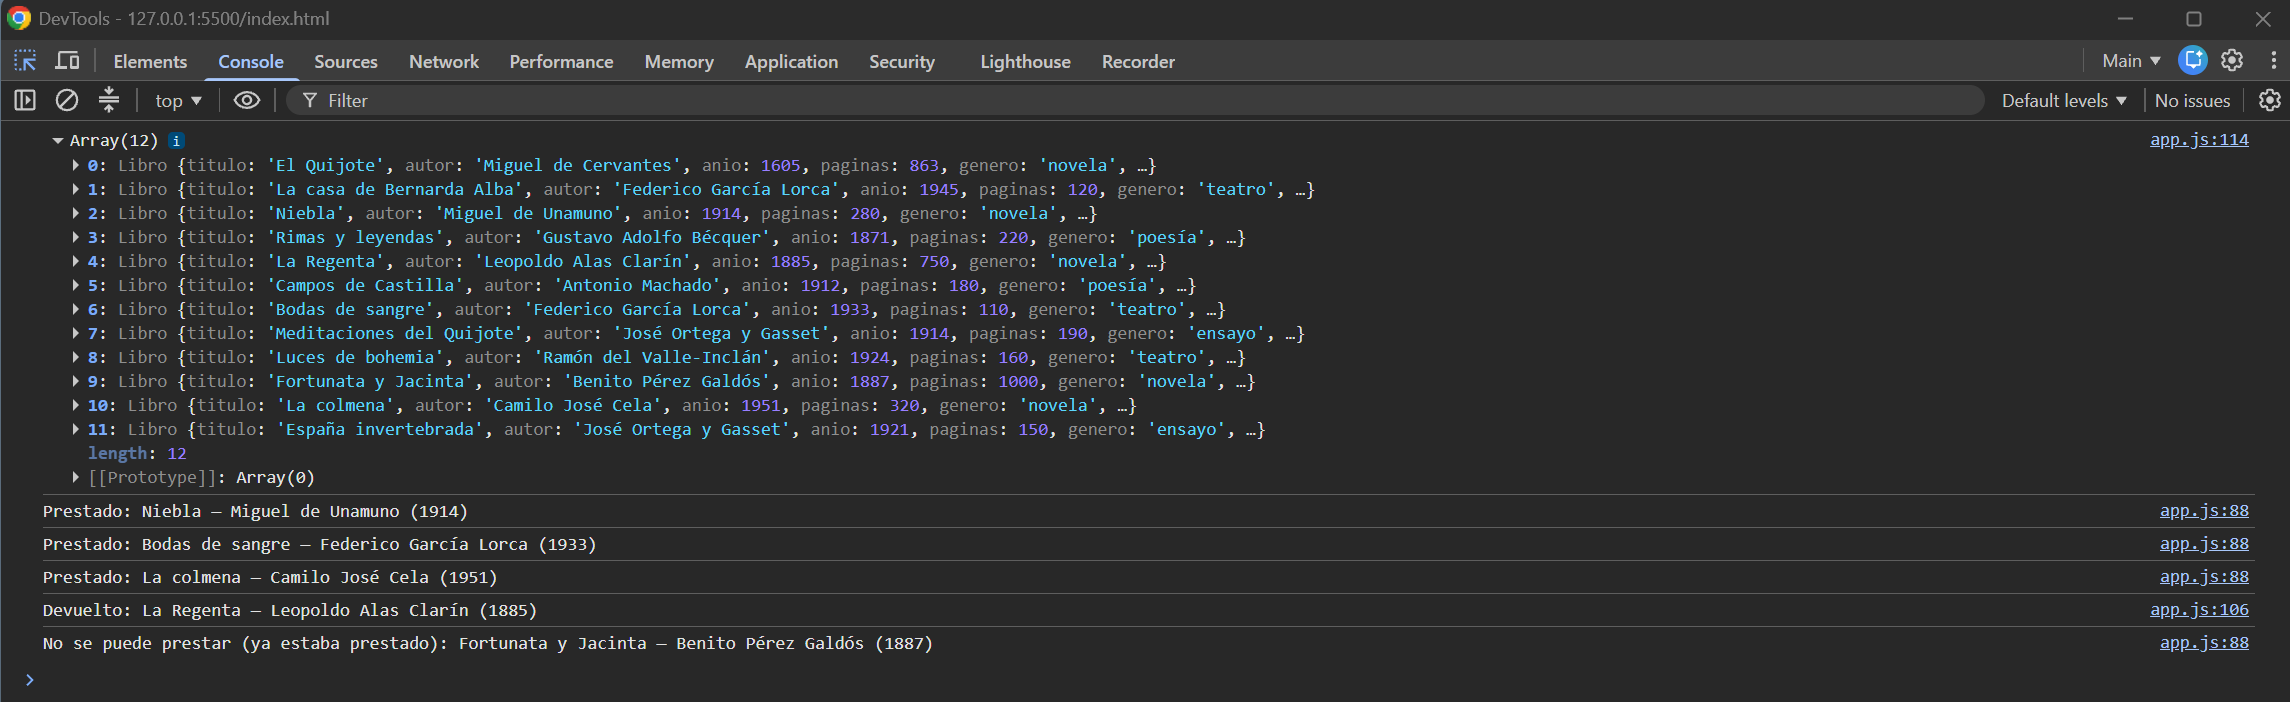 DevTools - 127.0.0.1:5500/index.html
Elements Console Sources Network Performance Memory Application Security Lighthouse Recorder Main
top Filter Default levels No issues
Array(12) i app.js:114
0: Libro {titulo: 'El Quijote', autor: 'Miguel de Cervantes', anio: 1605, paginas: 863, genero: 'novela', …}
1: Libro {titulo: 'La casa de Bernarda Alba', autor: 'Federico García Lorca', anio: 1945, paginas: 120, genero: 'teatro', …}
2: Libro {titulo: 'Niebla', autor: 'Miguel de Unamuno', anio: 1914, paginas: 280, genero: 'novela', …}
3: Libro {titulo: 'Rimas y leyendas', autor: 'Gustavo Adolfo Bécquer', anio: 1871, paginas: 220, genero: 'poesía', …}
4: Libro {titulo: 'La Regenta', autor: 'Leopoldo Alas Clarín', anio: 1885, paginas: 750, genero: 'novela', …}
5: Libro {titulo: 'Campos de Castilla', autor: 'Antonio Machado', anio: 1912, paginas: 180, genero: 'poesía', …}
6: Libro {titulo: 'Bodas de sangre', autor: 'Federico García Lorca', anio: 1933, paginas: 110, genero: 'teatro', …}
7: Libro {titulo: 'Meditaciones del Quijote', autor: 'José Ortega y Gasset', anio: 1914, paginas: 190, genero: 'ensayo', …}
8: Libro {titulo: 'Luces de bohemia', autor: 'Ramón del Valle-Inclán', anio: 1924, paginas: 160, genero: 'teatro', …}
9: Libro {titulo: 'Fortunata y Jacinta', autor: 'Benito Pérez Galdós', anio: 1887, paginas: 1000, genero: 'novela', …}
10: Libro {titulo: 'La colmena', autor: 'Camilo José Cela', anio: 1951, paginas: 320, genero: 'novela', …}
11: Libro {titulo: 'España invertebrada', autor: 'José Ortega y Gasset', anio: 1921, paginas: 150, genero: 'ensayo', …}
length: 12
[[Prototype]]: Array(0)
Prestado: Niebla — Miguel de Unamuno (1914) app.js:88
Prestado: Bodas de sangre — Federico García Lorca (1933) app.js:88
Prestado: La colmena — Camilo José Cela (1951) app.js:88
Devuelto: La Regenta — Leopoldo Alas Clarín (1885) app.js:106
No se puede prestar (ya estaba prestado): Fortunata y Jacinta — Benito Pérez Galdós (1887) app.js:88